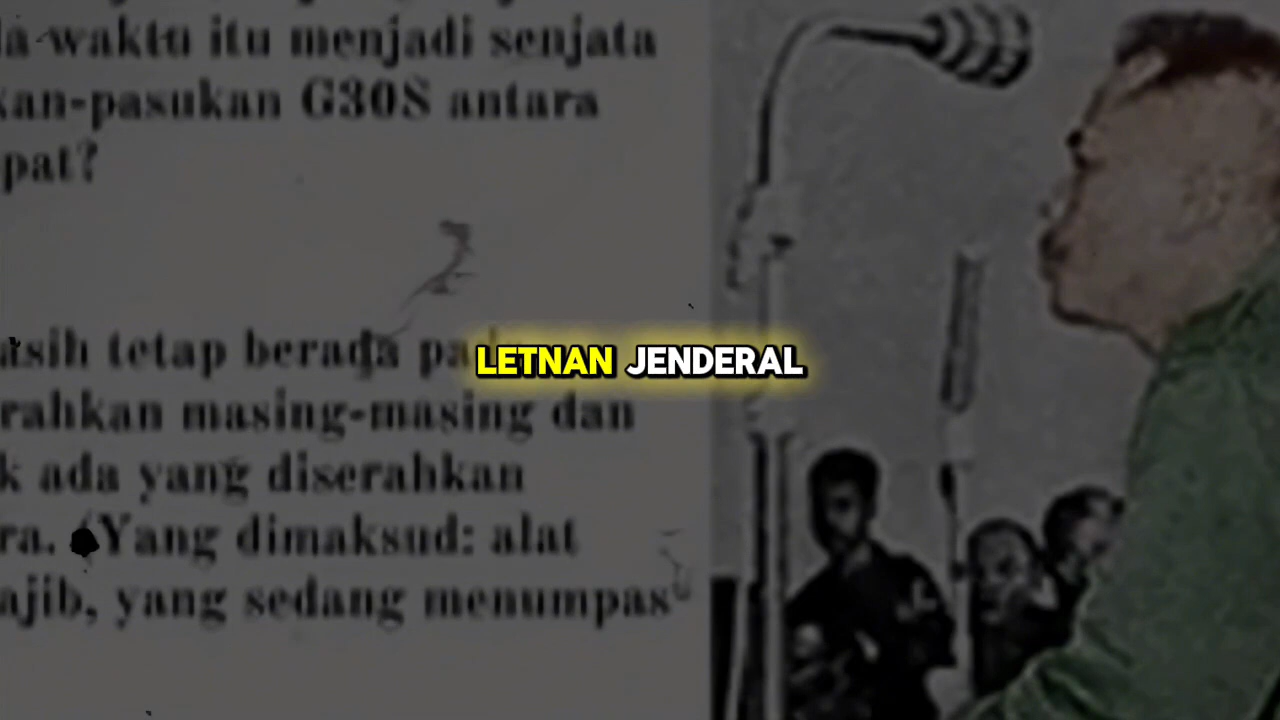 waktu itu menjadi senjata
kan-pasukan G30S antara
pat?
asih tetap berada
LETNAN JENDERAL
rahkan masing-masing dan
k ada yang diserahkan
ra. Yang dimaksud: alat
ajib, yang sedang menumpas